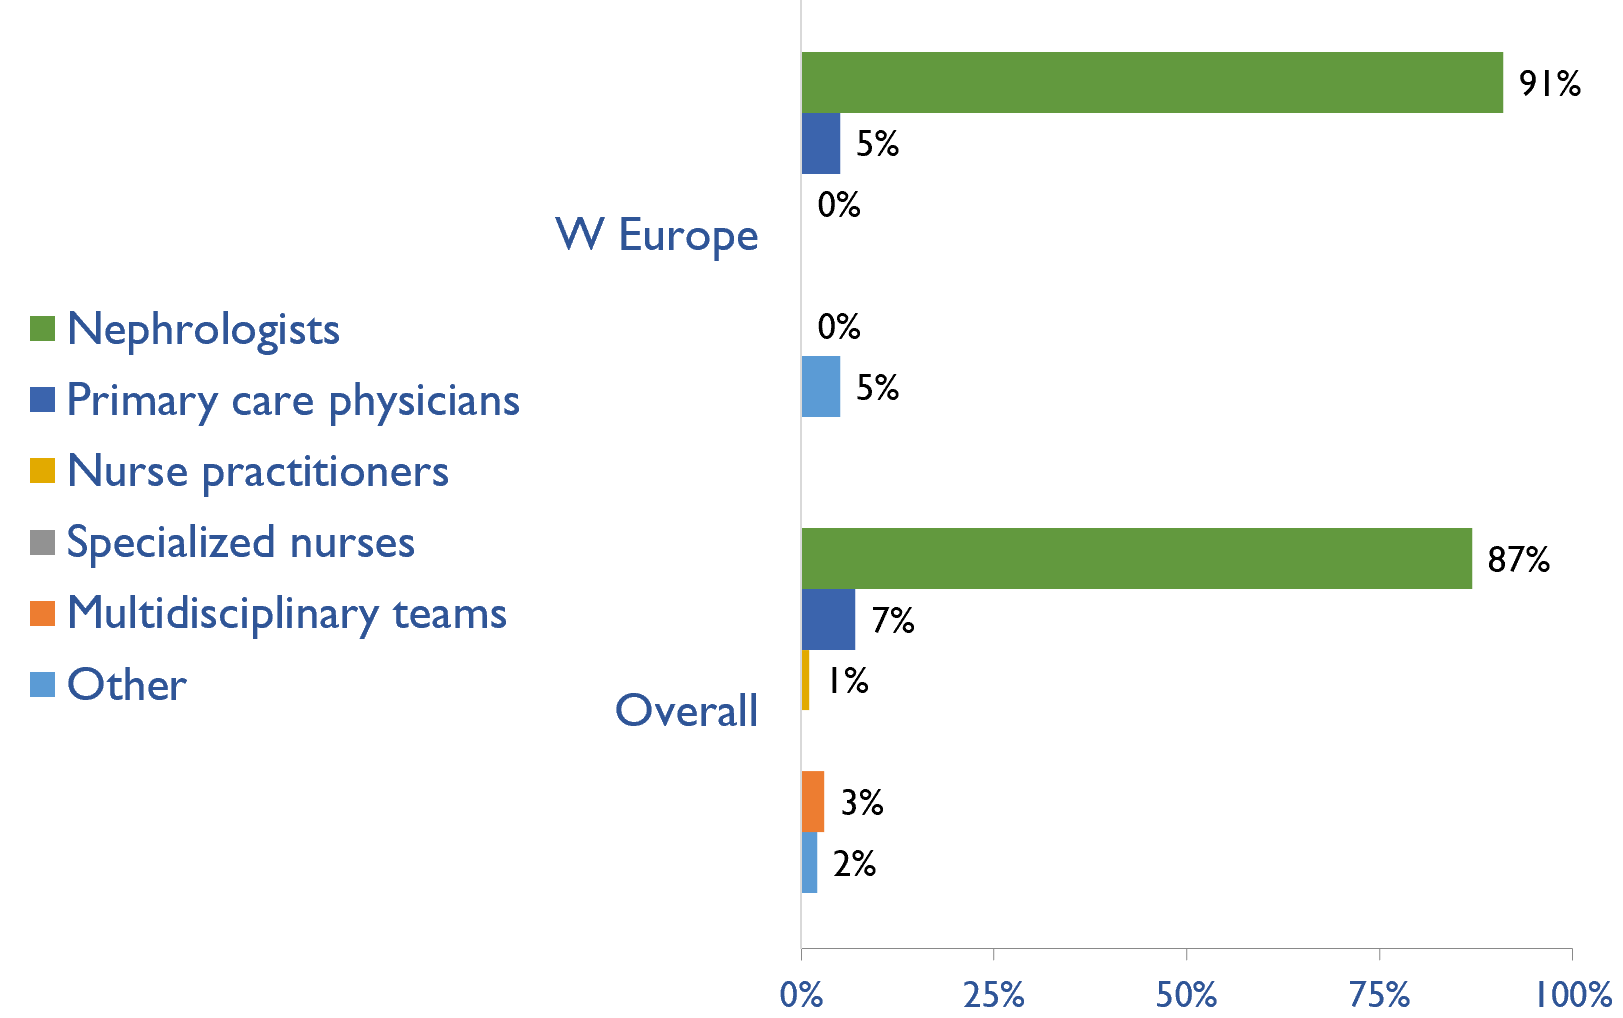 91%
5%
0%
W Europe
0%
5%
Nephrologists
Primary care physicians
Nurse practitioners
Specialized nurses
Multidisciplinary teams
Other
87%
7%
1%
Overall
3%
2%
0% 25% 50% 75% 100%